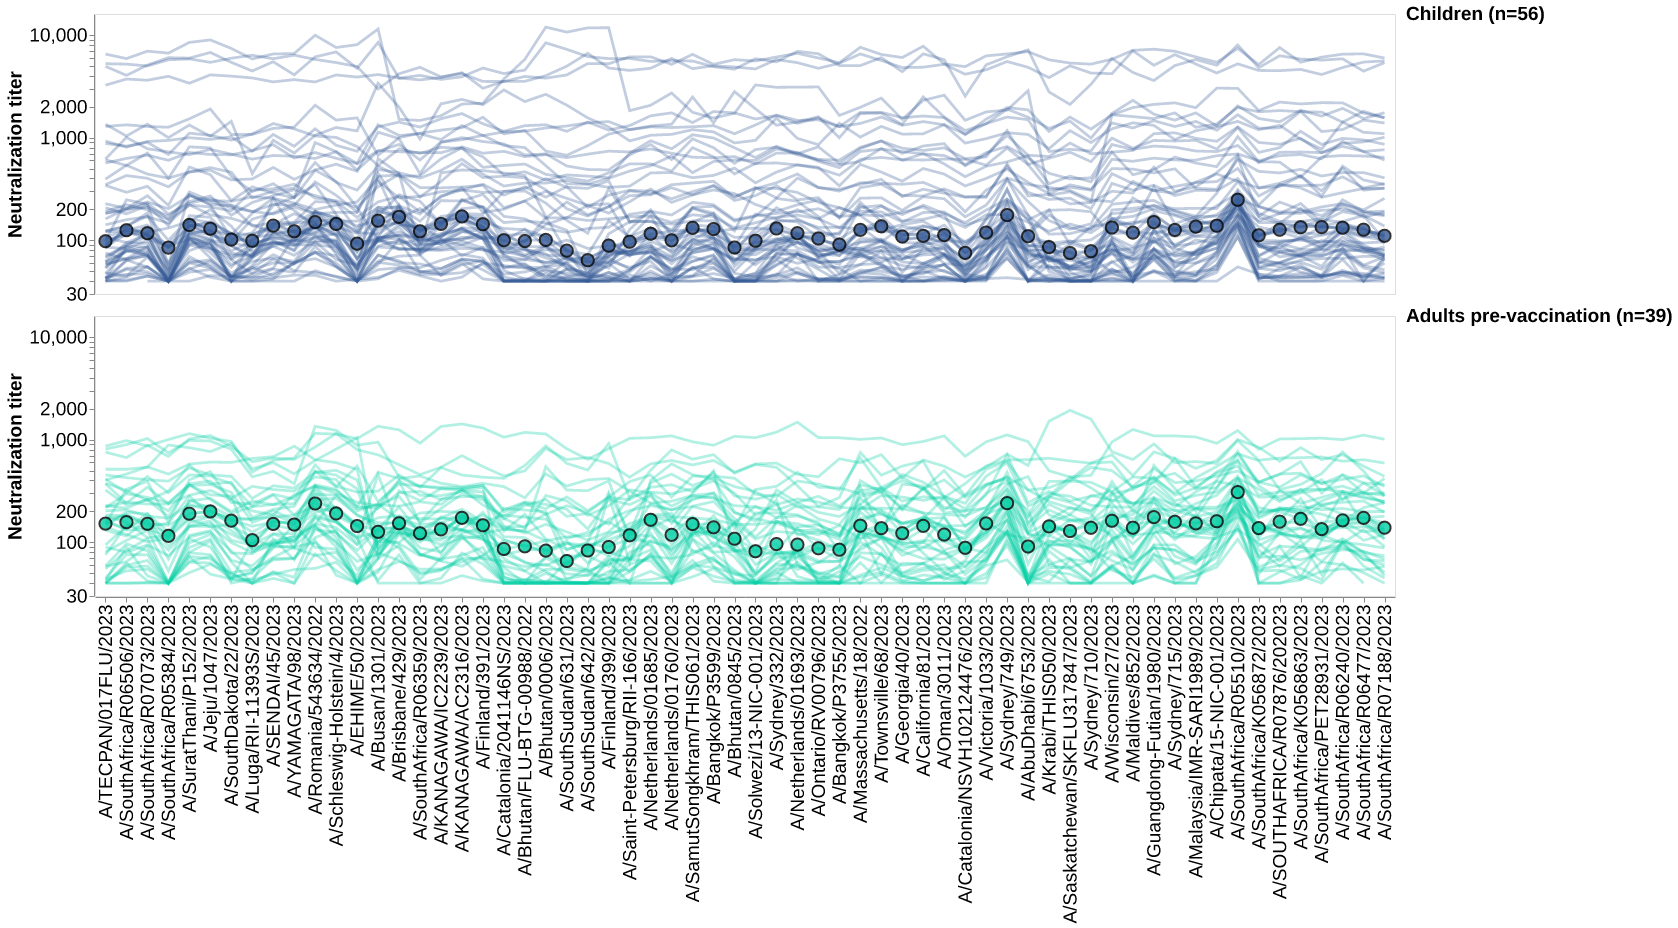 Children (n=56)
Neutralization titer
10,000
2,000
1,000
200
100
30
Adults pre-vaccination (n=39)
Neutralization titer
10,000
2,000
1,000
200
100
30
A/TECPAN/017FLU/2023
A/SouthAfrica/R06506/2023
A/SouthAfrica/R07073/2023
A/SouthAfrica/R05384/2023
A/SuratThani/P152/2023
A/Jeju/1047/2023
A/SouthDakota/22/2023
A/Luga/RII-11393S/2023
A/SENDAI/45/2023
A/YAMAGATA/98/2023
A/Romania/543634/2022
A/Schleswig-Holstein/4/2023
A/EHIME/50/2023
A/Busan/1301/2023
A/Brisbane/429/2023
A/SouthAfrica/R06359/2023
A/KANAGAWA/IC2239/2023
A/KANAGAWA/AC2316/2023
A/Finland/391/2023
A/Catalonia/2041146NS/2023
A/Bhutan/FLU-BTG-00988/2022
A/Bhutan/0006/2023
A/SouthSudan/631/2023
A/SouthSudan/642/2023
A/Finland/399/2023
A/Saint-Petersburg/RII-166/2023
A/Netherlands/01685/2023
A/Netherlands/01760/2023
A/SamutSongkhram/THIS061/2023
A/Bangkok/P3599/2023
A/Bhutan/0845/2023
A/Solwezi/13-NIC-001/2023
A/Sydney/332/2023
A/Netherlands/01693/2023
A/Ontario/RV00796/2023
A/Bangkok/P3755/2023
A/Massachusetts/18/2022
A/Townsville/68/2023
A/Georgia/40/2023
A/California/81/2023
A/Oman/3011/2023
A/Catalonia/NSVH102124476/2023
A/Victoria/1033/2023
A/Sydney/749/2023
A/AbuDhabi/6753/2023
A/Krabi/THIS050/2023
A/Saskatchewan/SKFLU317847/2023
A/Sydney/710/2023
A/Wisconsin/27/2023
A/Maldives/852/2023
A/Guangdong-Futian/1980/2023
A/Sydney/715/2023
A/Malaysia/IMR-SARI1989/2023
A/Chipata/15-NIC-001/2023
A/SouthAfrica/R05510/2023
A/SouthAfrica/K056872/2023
A/SOUTHAFRICA/R07876/2023
A/SouthAfrica/K056863/2023
A/SouthAfrica/PET28931/2023
A/SouthAfrica/R06240/2023
A/SouthAfrica/R06477/2023
A/SouthAfrica/R07188/2023